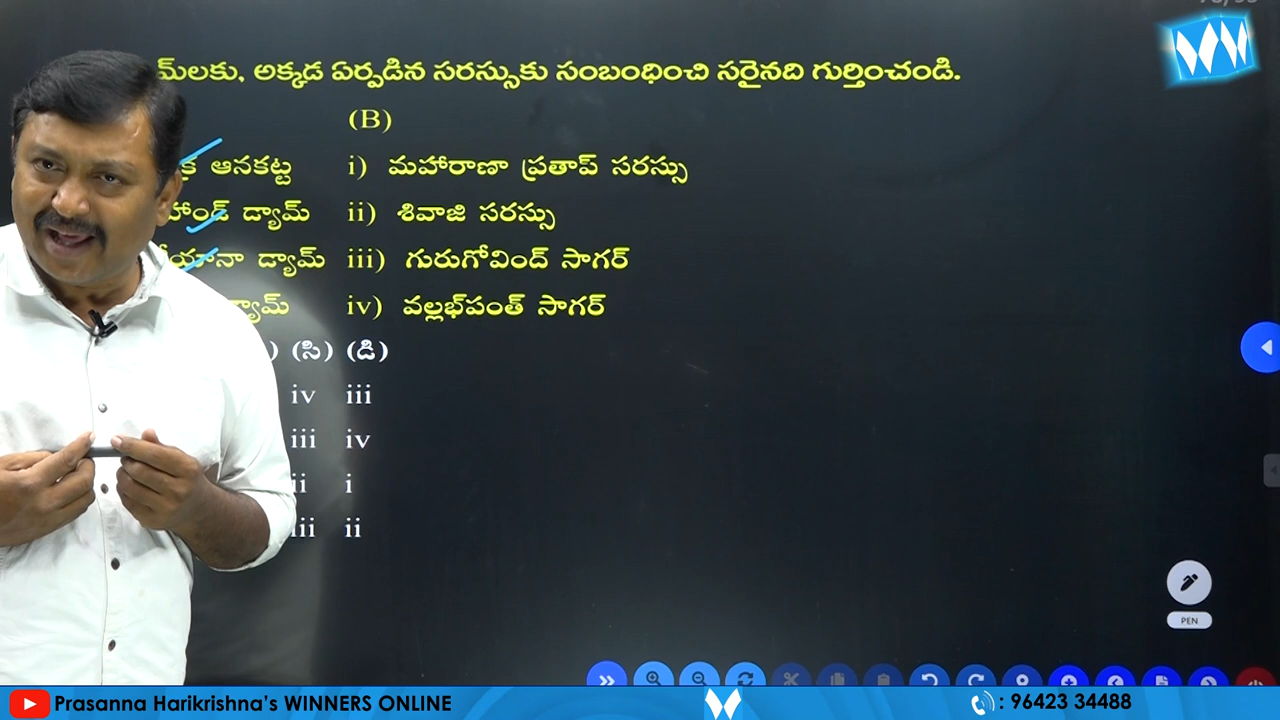 మ్‌లకు, అక్కడ ఏర్పడిన సరస్సుకు సంబంధించి సరైనది గుర్తించండి.
(B)
ఆనకట్ట i) మహారాణా ప్రతాప్ సరస్సు
డ్యామ్ ii) శివాజి సరస్సు
డ్యామ్ iii) గురుగోవింద్ సాగర్
iv) వల్లభ్‌పంత్ సాగర్
(సి) (డి)
iv iii
iii iv
ii i
iii ii
PEN
Prasanna Harikrishna's WINNERS ONLINE
: 96423 34488